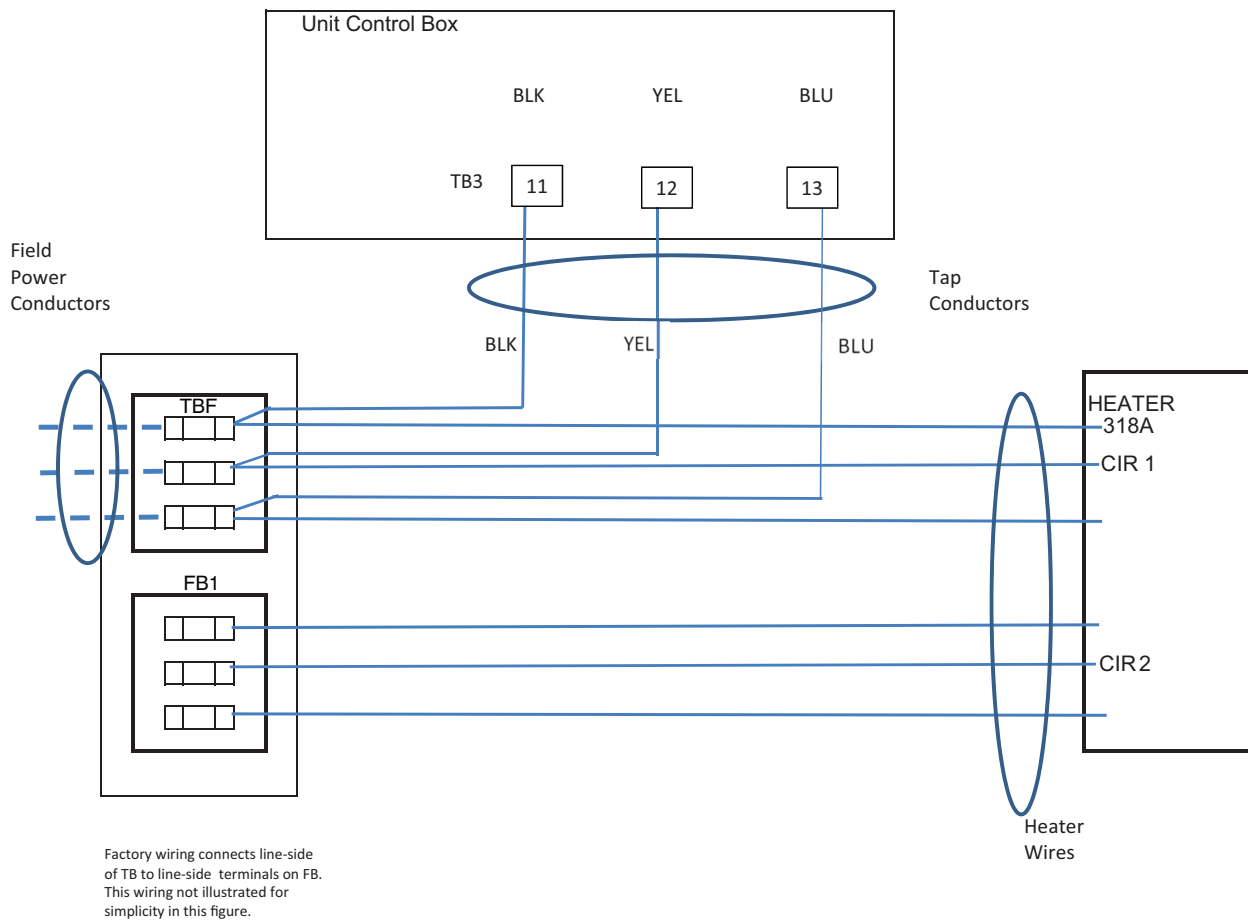 Unit Control Box
BLK YEL BLU
TB3 11 12 13
Field
Power
Conductors
Tap
Conductors
BLK YEL BLU
TBF
HEATER
318A
CIR 1
FB1
CIR 2
Heater
Wires
Factory wiring connects line-side
of TB to line-side terminals on FB.
This wiring not illustrated for
simplicity in this figure.